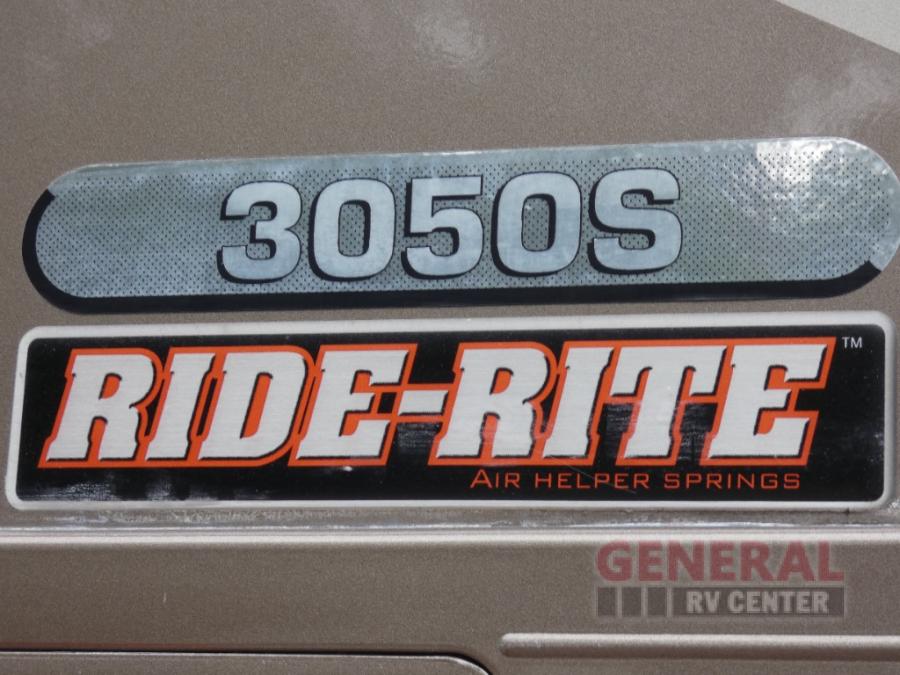 3050S
RIDE-RITE™
AIR HELPER SPRINGS
GENERAL
RV CENTER